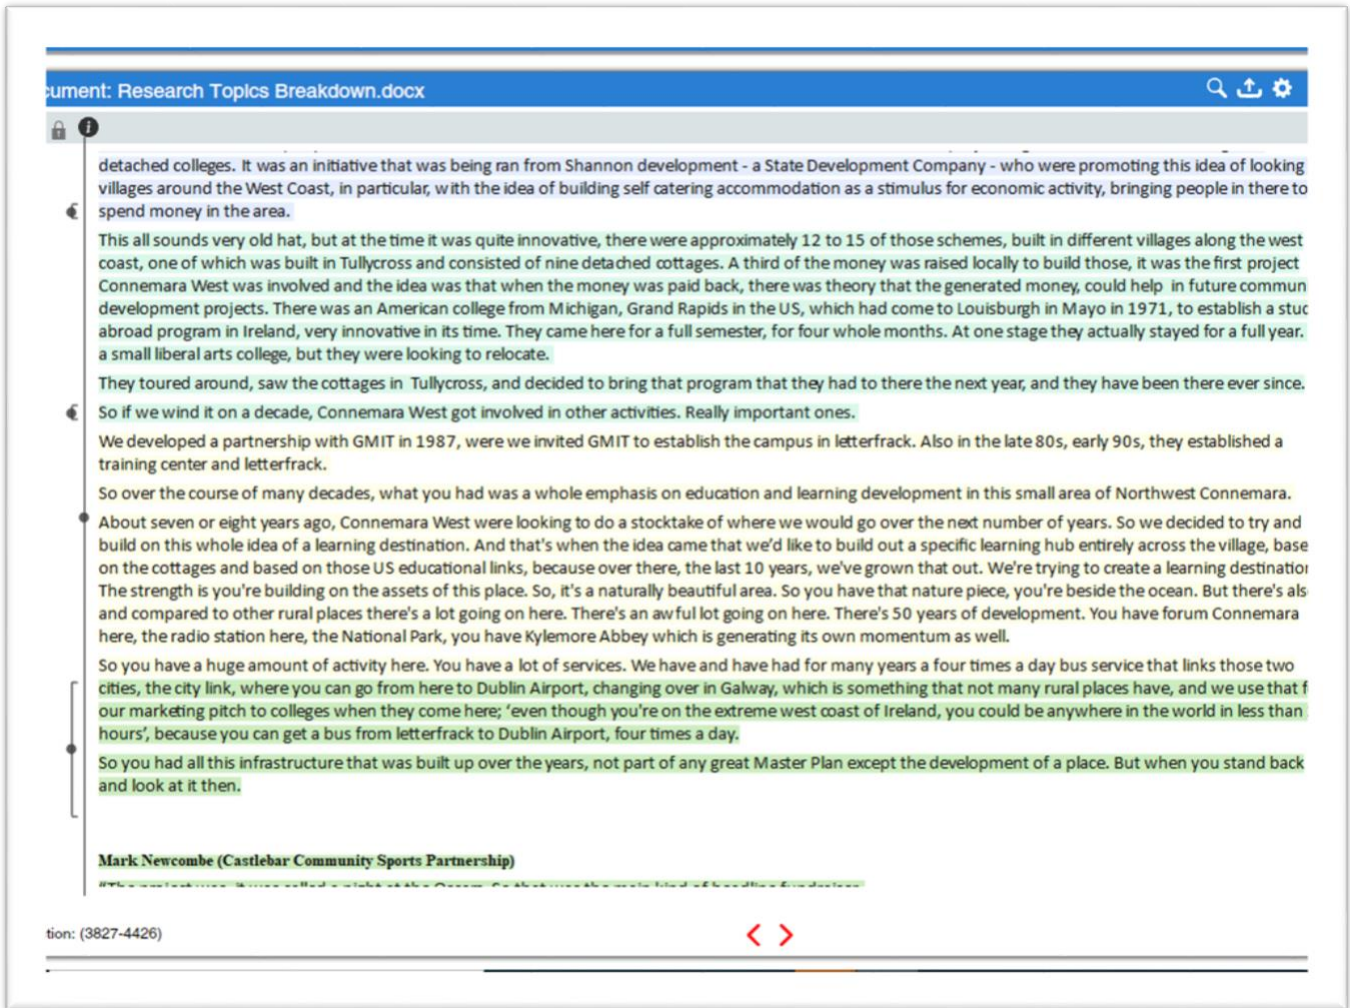 cument: Research Topics Breakdown.docx
detached colleges. It was an initiative that was being ran from Shannon development - a State Development Company - who were promoting this idea of looking
villages around the West Coast, in particular, with the idea of building self catering accommodation as a stimulus for economic activity, bringing people in there to
spend money in the area.
This all sounds very old hat, but at the time it was quite innovative, there were approximately 12 to 15 of those schemes, built in different villages along the west
coast, one of which was built in Tullycross and consisted of nine detached cottages. A third of the money was raised locally to build those, it was the first project
Connemara West was involved and the idea was that when the money was paid back, there was theory that the generated money, could help in future commun
development projects. There was an American college from Michigan, Grand Rapids in the US, which had come to Louisburgh in Mayo in 1971, to establish a stuc
abroad program in Ireland, very innovative in its time. They came here for a full semester, for four whole months. At one stage they actually stayed for a full year.
a small liberal arts college, but they were looking to relocate.
They toured around, saw the cottages in Tullycross, and decided to bring that program that they had to there the next year, and they have been there ever since.
So if we wind it on a decade, Connemara West got involved in other activities. Really important ones.
We developed a partnership with GMIT in 1987, were we invited GMIT to establish the campus in letterfrack. Also in the late 80s, early 90s, they established a
training center and letterfrack.
So over the course of many decades, what you had was a whole emphasis on education and learning development in this small area of Northwest Connemara.
About seven or eight years ago, Connemara West were looking to do a stocktake of where we would go over the next number of years. So we decided to try and
build on this whole idea of a learning destination. And that's when the idea came that we'd like to build out a specific learning hub entirely across the village, base
on the cottages and based on those US educational links, because over there, the last 10 years, we've grown that out. We're trying to create a learning destination
The strength is you're building on the assets of this place. So, it's a naturally beautiful area. So you have that nature piece, you're beside the ocean. But there's als
and compared to other rural places there's a lot going on here. There's an awful lot going on here. There's 50 years of development. You have forum Connemara
here, the radio station here, the National Park, you have Kylemore Abbey which is generating its own momentum as well.
So you have a huge amount of activity here. You have a lot of services. We have and have had for many years a four times a day bus service that links those two
cities, the city link, where you can go from here to Dublin Airport, changing over in Galway, which is something that not many rural places have, and we use that f
our marketing pitch to colleges when they come here; ‘even though you're on the extreme west coast of Ireland, you could be anywhere in the world in less than
hours’, because you can get a bus from letterfrack to Dublin Airport, four times a day.
So you had all this infrastructure that was built up over the years, not part of any great Master Plan except the development of a place. But when you stand back
and look at it then.
Mark Newcombe (Castlebar Community Sports Partnership)
tion: (3827-4426)